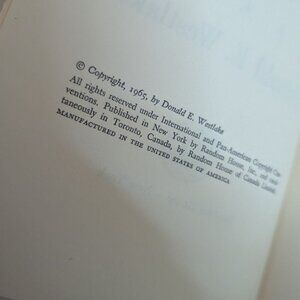 © Copyright, 1965, by Donald E. Westlake
All rights reserved under International and Pan-American Copyright Con-
ventions. Published in New York by Random House, Inc., and simul-
taneously in Toronto, Canada, by Random House of Canada Limited.
MANUFACTURED IN THE UNITED STATES OF AMERICA